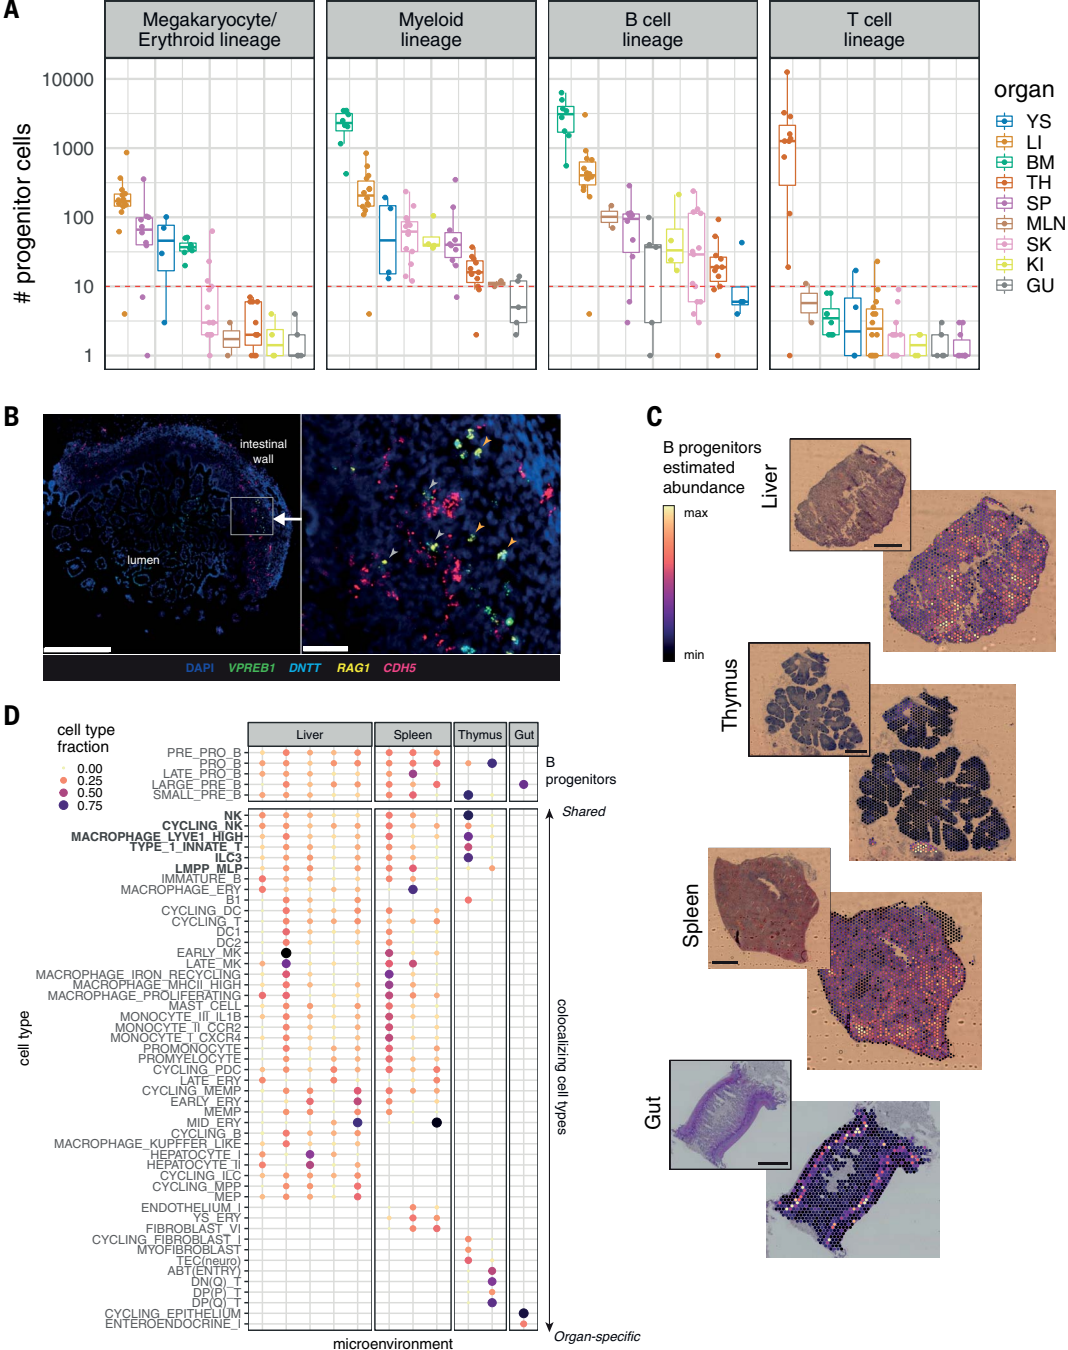 A
Megakaryocyte/
Erythroid lineage
Myeloid
lineage
B cell
lineage
T cell
lineage
# progenitor cells
10000
1000
100
10
1
organ
YS
LI
BM
TH
SP
MLN
SK
KI
GU
B
intestinal
wall
lumen
DAPI VPREB1 DNTT RAG1 CDH5
C
B progenitors
estimated
abundance
max
min
Liver
Thymus
Spleen
Gut
D
cell type
fraction
0.00
0.25
0.50
0.75
Liver
Spleen
Thymus
Gut
PRE_PRO_B
PRO_B
LATE_PRO_B
LARGE_PRE_B
SMALL_PRE_B
B
progenitors
Shared
NK
CYCLING_NK
MACROPHAGE_LYVE1_HIGH
TYPE_1_INNATE_T
ILC3
LMPP_MLP
IMMATURE_B
MACROPHAGE_ERY
B1
CYCLING_DC
CYCLING_T
DC1
DC2
EARLY_MK
LATE_MK
MACROPHAGE_IRON_RECYCLING
MACROPHAGE_MHCII_HIGH
MACROPHAGE_PROLIFERATING
MAST_CELL
MONOCYTE_III_IL1B
MONOCYTE_II_CCR2
MONOCYTE_I_CXCR4
PROMONOCYTE
PROMYELOCYTE
CYCLING_PDC
LATE_ERY
CYCLING_MEMP
EARLY_ERY
MEMP
MID_ERY
CYCLING_B
MACROPHAGE_KUPFFER_LIKE
HEPATOCYTE_I
HEPATOCYTE_II
CYCLING_ILC
CYCLING_MPP
MEP
ENDOTHELIUM_I
YS_ERY
FIBROBLAST_VI
CYCLING_FIBROBLAST_I
MYOFIBROBLAST
TEC(neuro)
ABT(ENTRY)
DN(Q)_T
DP(P)_T
DP(Q)_T
CYCLING_EPITHELIUM
ENTEROENDOCRINE_I
cell type
colocalizing cell types
Organ-specific
microenvironment